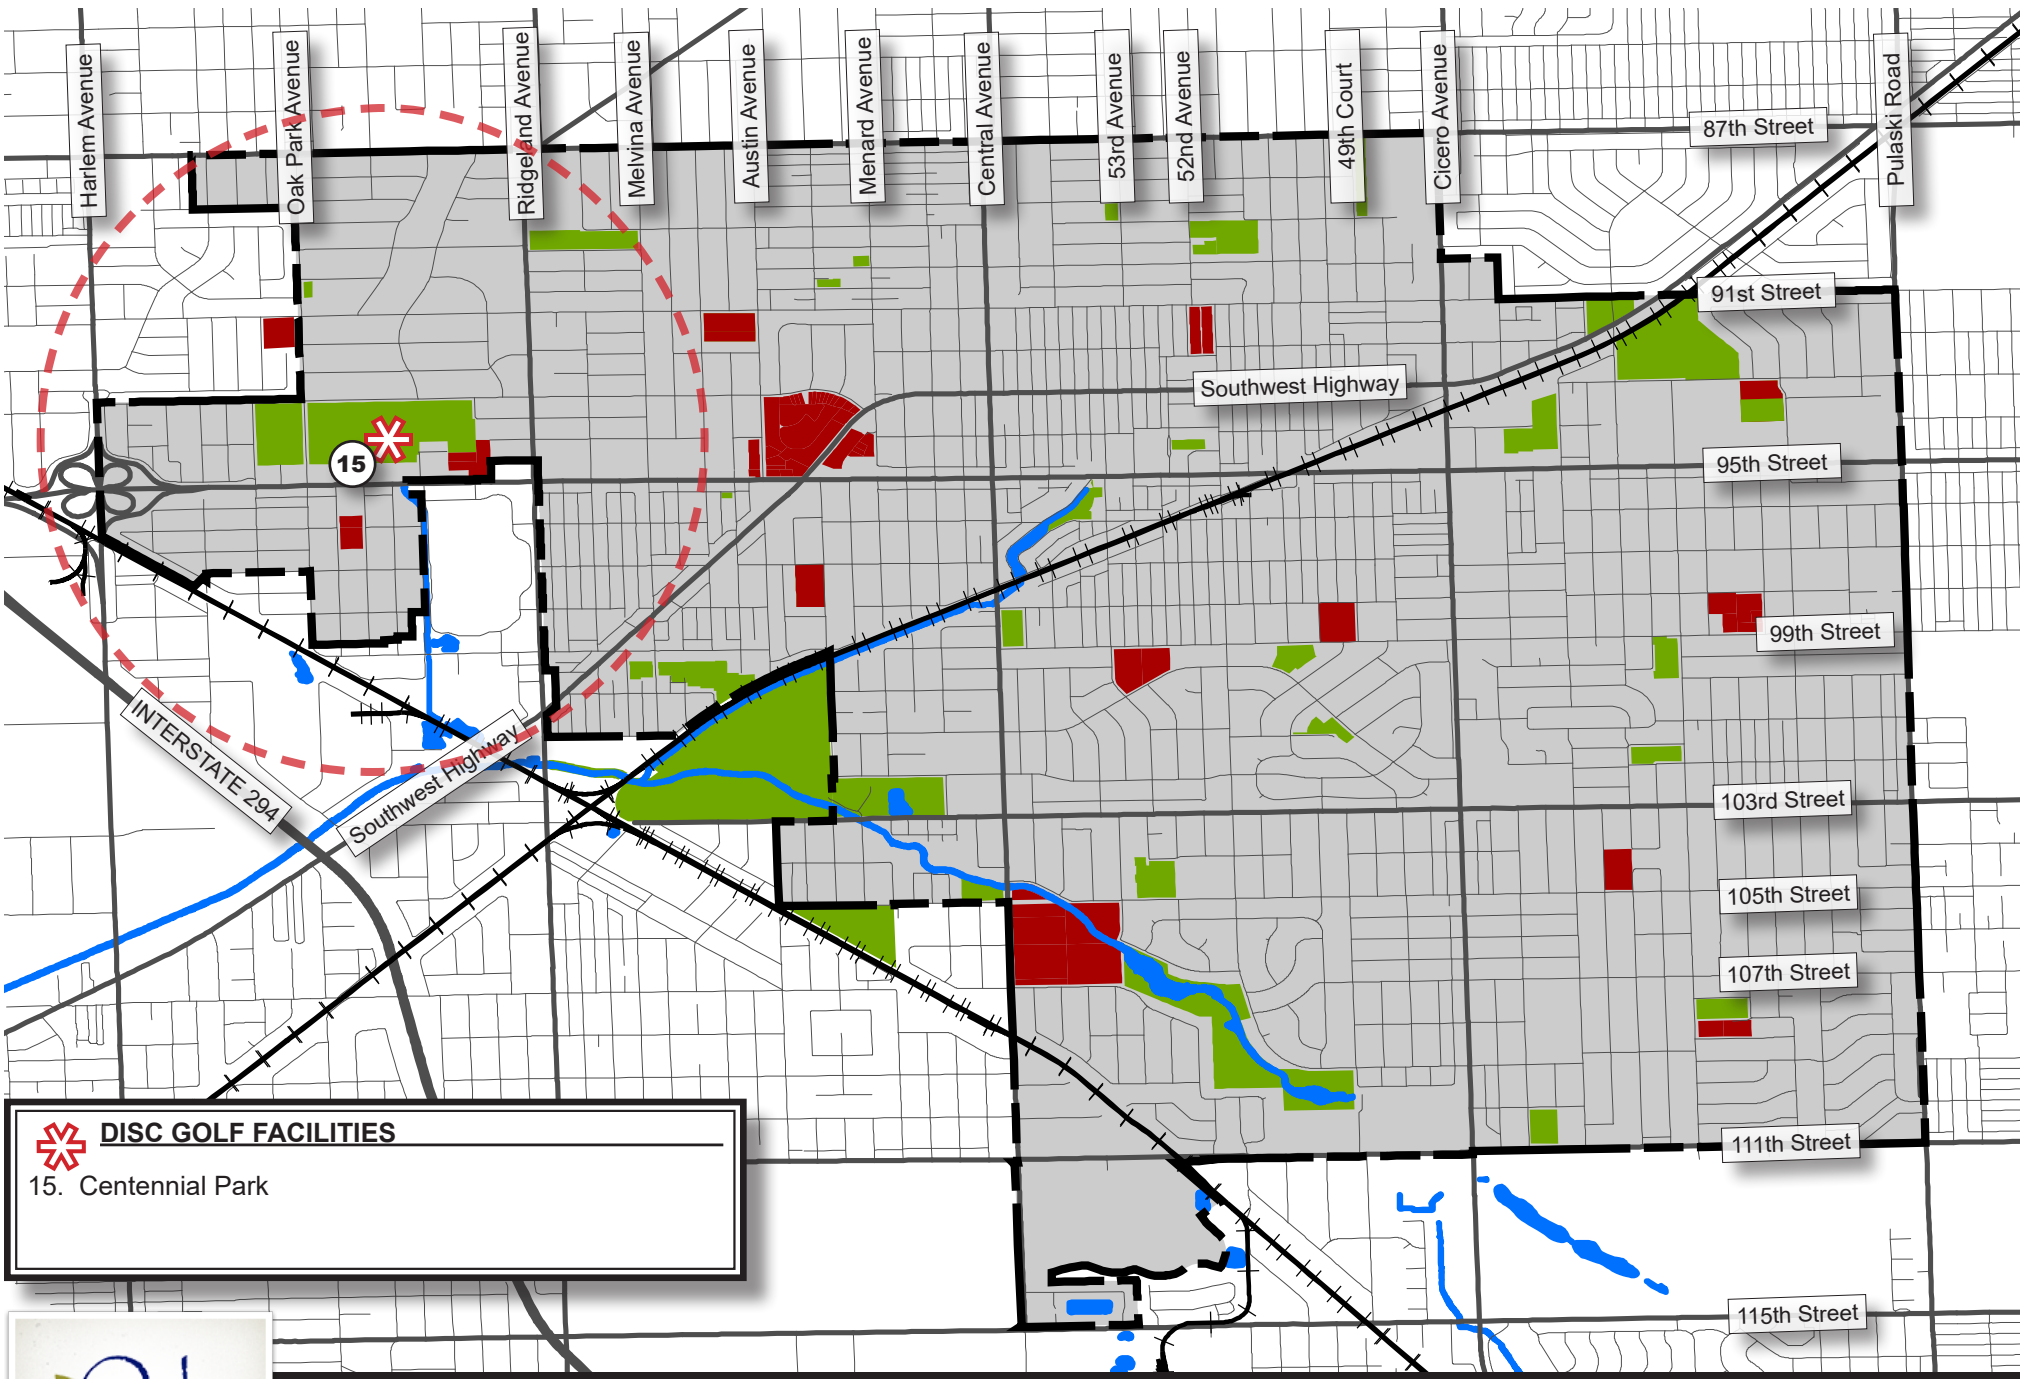 Harlem Avenue
Oak Park Avenue
Ridgeland Avenue
Melvina Avenue
Austin Avenue
Menard Avenue
Central Avenue
53rd Avenue
52nd Avenue
49th Court
Cicero Avenue
Pulaski Road
87th Street
91st Street
Southwest Highway
95th Street
15
99th Street
INTERSTATE 294
Southwest Highway
103rd Street
105th Street
107th Street
111th Street
115th Street
DISC GOLF FACILITIES
15. Centennial Park